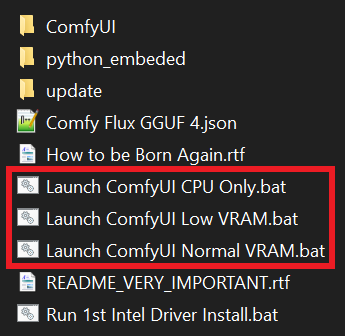 ComfyUI
python_embeded
update
Comfy Flux GGUF 4.json
How to be Born Again.rtf
Launch ComfyUI CPU Only.bat
Launch ComfyUI Low VRAM.bat
Launch ComfyUI Normal VRAM.bat
README_VERY_IMPORTANT.rtf
Run 1st Intel Driver Install.bat